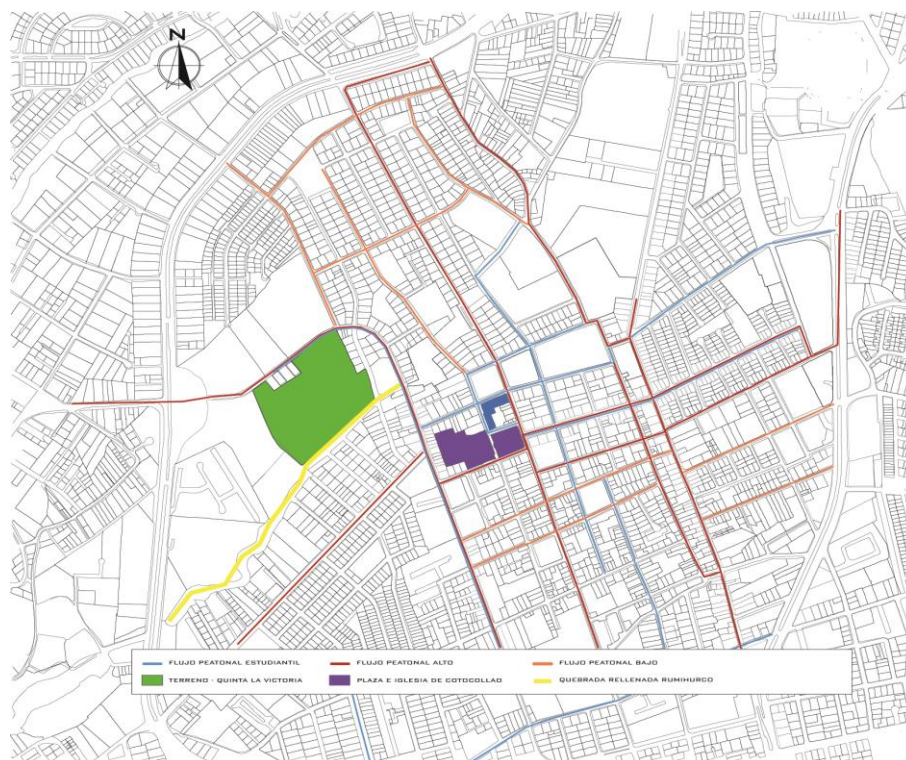 N
FLUJO PEATONAL ESTUDIANTIL
FLUJO PEATONAL ALTO
FLUJO PEATONAL BAJO
TERRENO - QUINTA LA VICTORIA
PLAZA E IGLESIA DE COTOCOLLAO
QUEBRADA RELLENADA RUMIHURCO